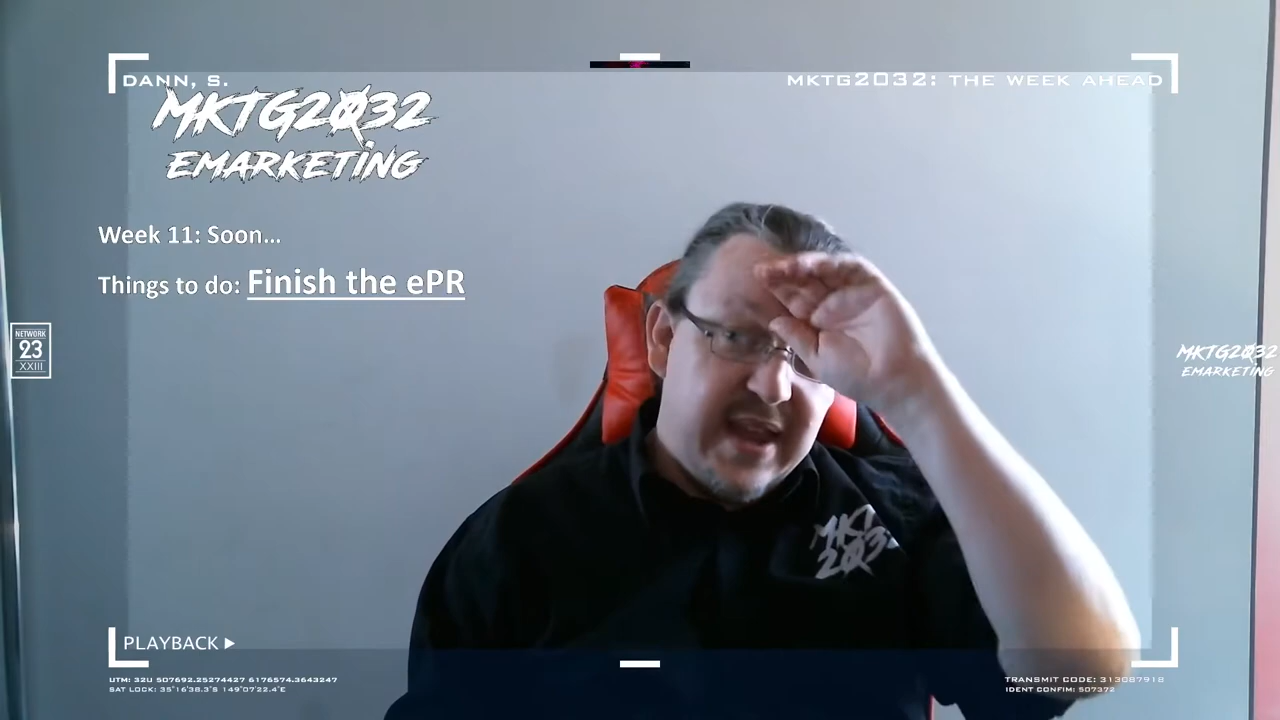 DANN, S.
MKTG2032: THE WEEK AHEAD
MKTG2032
EMARKETING
Week 11: Soon...
Things to do: Finish the ePR
NETWORK
23
XXIII
MKTG2032
EMARKETING
MKT
2032
PLAYBACK
UTM: 32U 507692.25274427 6176574.3643247
SAT LOCK: 35°16'38.3"S 149°07'22.4"E
TRANSMIT CODE: 313087918
IDENT CONFIM: 507372